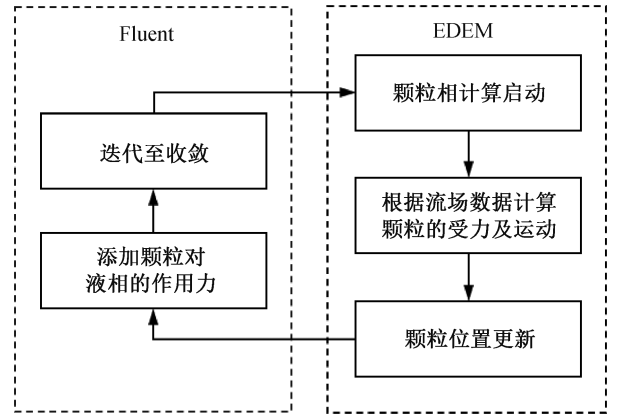 Fluent
迭代至收敛
添加颗粒对
液相的作用力
EDEM
颗粒相计算启动
根据流场数据计算
颗粒的受力及运动
颗粒位置更新